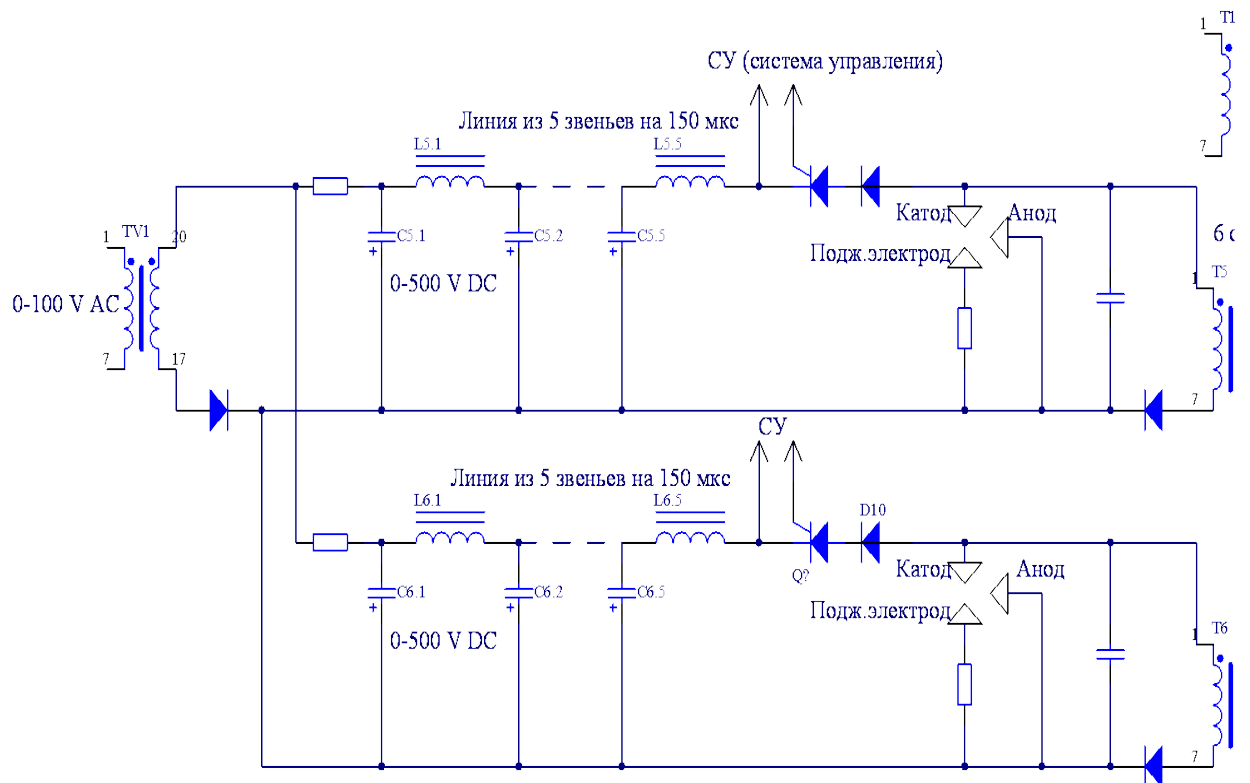 T1
1
7
СУ (система управления)
Линия из 5 звеньев на 150 мкс
L5.1
L5.5
TV1
1
20
7
17
0-100 V AC
C5.1
C5.2
C5.5
0-500 V DC
Катод
Анод
Подж.электрод
6 с
T5
1
7
СУ
Линия из 5 звеньев на 150 мкс
L6.1
L6.5
D10
Q?
C6.1
C6.2
C6.5
0-500 V DC
Катод
Анод
Подж.электрод
T6
1
7